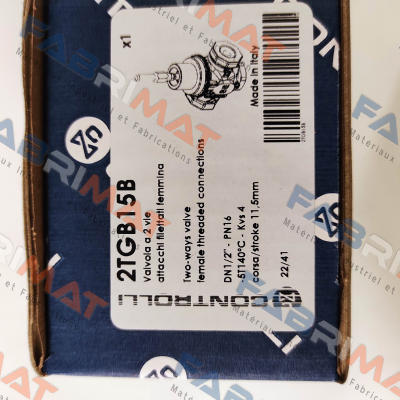 x1
Made in Italy
2TGB15B
Valvola a 2 vie
attacchi filettati femmina
Two-ways valve
female threaded connections
DN1/2" - PN16
-5T140°C - Kvs 4
corsa/stroke 11,5mm
22/41
CONTROLLI
FABRIMAT